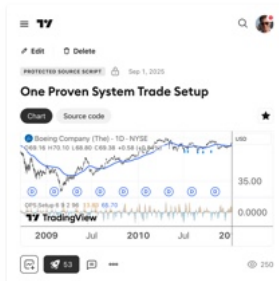 Edit Delete
PROTECTED SOURCE SCRIPT Sep 1, 2025
One Proven System Trade Setup
Chart Source code
Boeing Company (The) · 1D · NYSE
USD
35.00
TradingView
0.0000
2009 Jul 2010 Jul 20
53
250